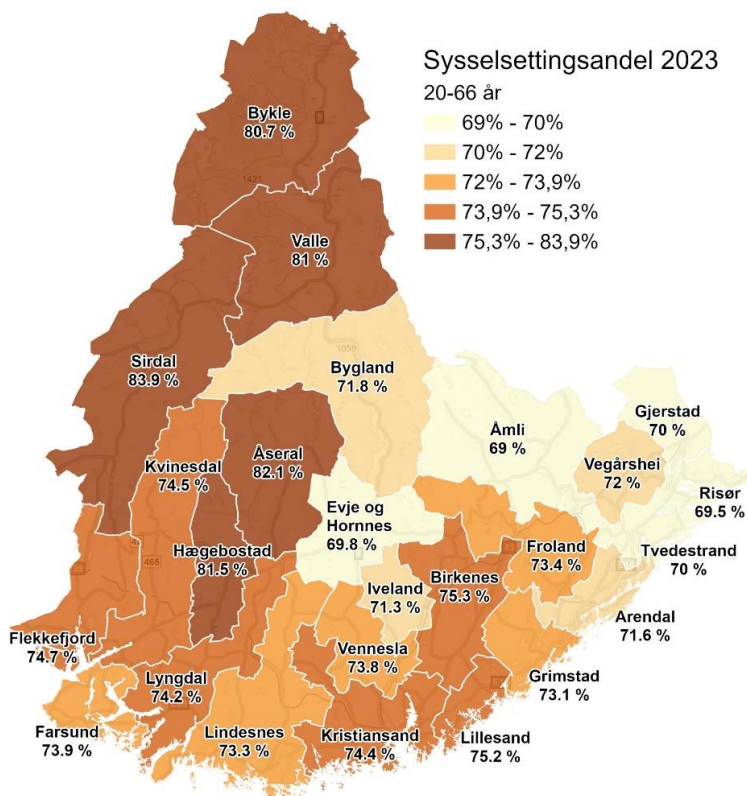 Sysselsettingsandel 2023
20-66 år
69% - 70%
70% - 72%
72% - 73,9%
73,9% - 75,3%
75,3% - 83,9%
Bykle
80.7 %
1421
Valle
81 %
Sirdal
83.9 %
1059
Bygland
71.8 %
Åmli
69 %
Gjerstad
70 %
Vegårshei
72 %
Risør
69.5 %
Kvinesdal
74.5 %
Åseral
82.1 %
Evje og
Hornnes
69.8 %
Hægebostad
81.5 %
465
Froland
73.4 %
Tvedestrand
70 %
Iveland
71.3 %
Birkenes
75.3 %
Arendal
71.6 %
Flekkefjord
74.7 %
Lyngdal
74.2 %
Vennesla
73.8 %
Grimstad
73.1 %
Farsund
73.9 %
Lindesnes
73.3 %
Kristiansand
74.4 %
Lillesand
75.2 %